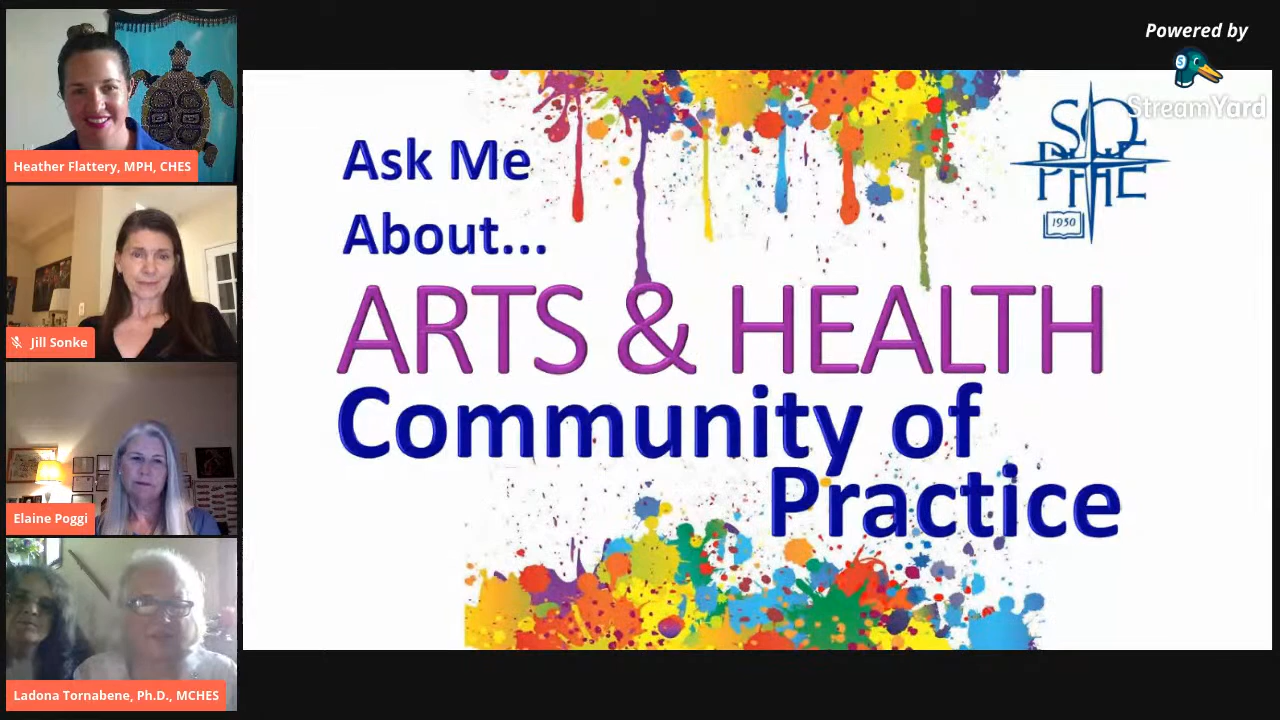 Heather Flattery, MPH, CHES
Jill Sonke
Elaine Poggi
Ladona Tornabene, Ph.D., MCHES
Ask Me
About...
ARTS & HEALTH
Community of
Practice
SOPHE
1950
Powered by
S
StreamYard